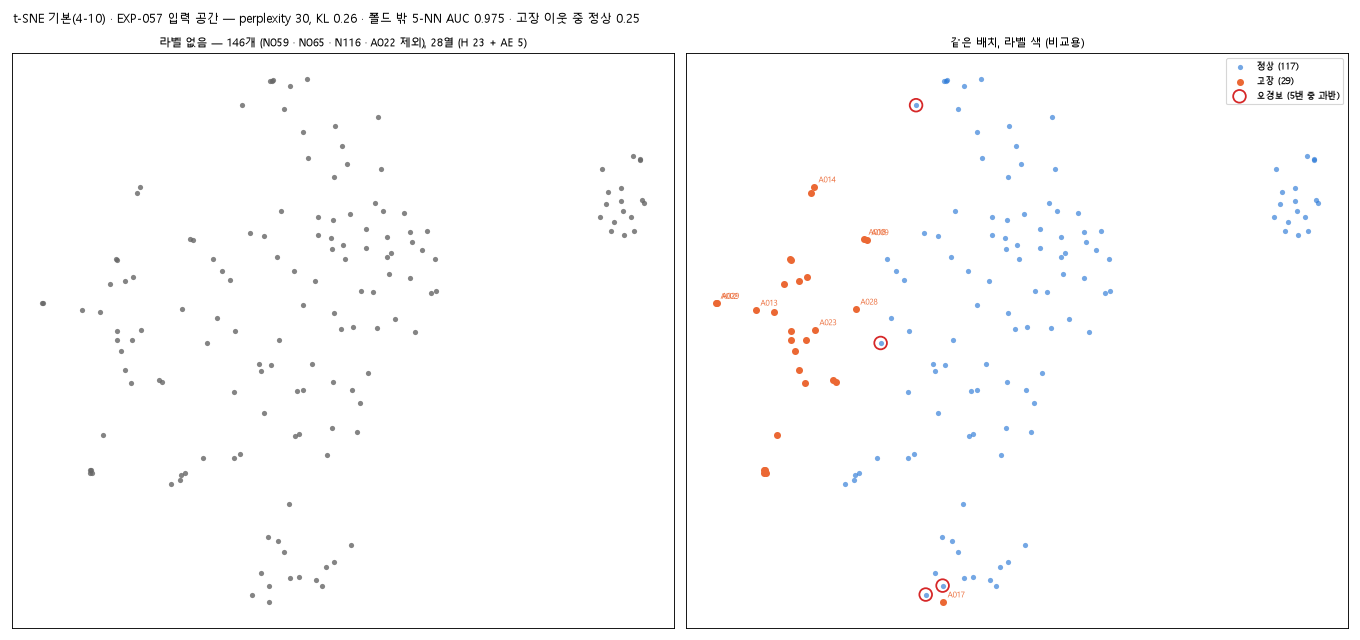 t-SNE 기본(4-10) · EXP-057 입력 공간 — perplexity 30, KL 0.26 · 폴드 밖 5-NN AUC 0.975 · 고장 이웃 중 정상 0.25
라벨 없음 — 146개 (N059 · N065 · N116 · A022 제외), 28열 (H 23 + AE 5)
같은 배치, 라벨 색 (비교용)
정상 (117)
고장 (29)
오경보 (5번 중 과반)
A014
A013
A028
A023
A017